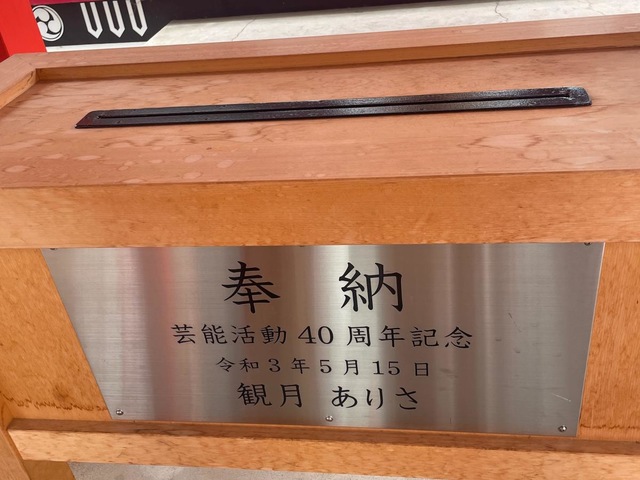 奉納
芸能活動40周年記念
令和3年5月15日
観月ありさ